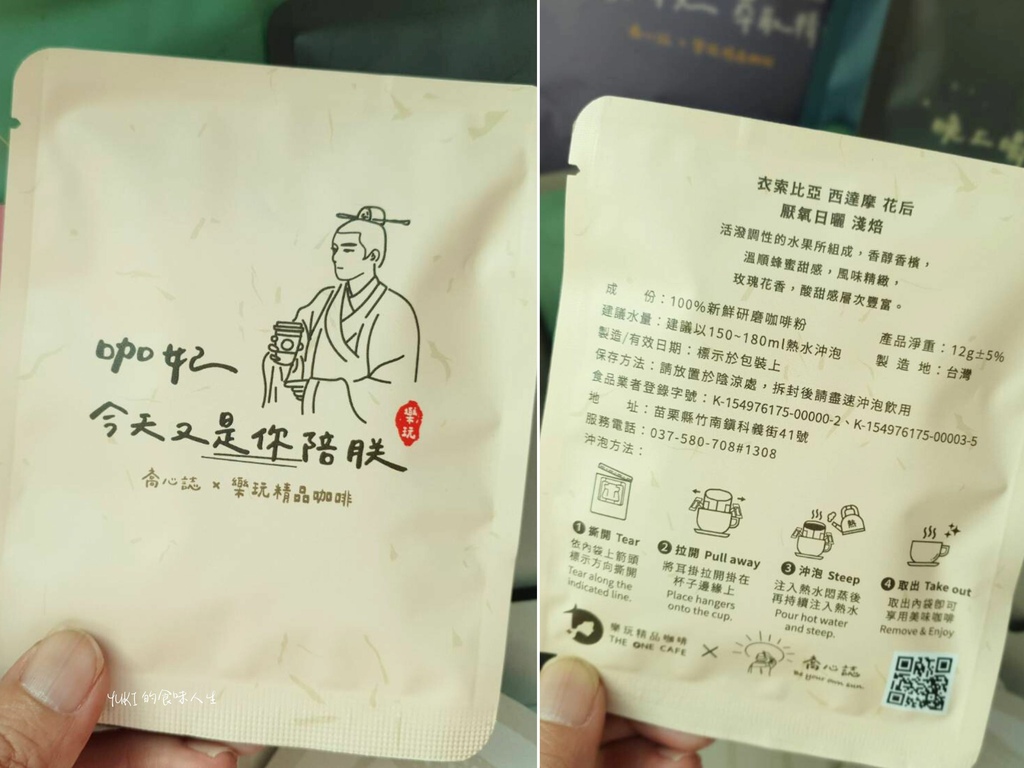 咖妃
今天又是你陪朕
樂玩
喬心誌 × 樂玩精品咖啡
YUKI的食味人生
衣索比亞 西達摩 花后
厭氧日曬 淺焙
活潑調性的水果所組成，香醇香檳，
溫順蜂蜜甜感，風味精緻，
玫瑰花香，酸甜感層次豐富。
成　　份：100%新鮮研磨咖啡粉　產品淨重：12g±5%
建議水量：建議以150~180ml熱水沖泡　製 造 地：台灣
製造/有效日期：標示於包裝上
保存方法：請放置於陰涼處，拆封後請盡速沖泡飲用
食品業者登錄字號：K-154976175-00000-2、K-154976175-00003-5
地　　址：苗栗縣竹南鎮科義街41號
服務電話：037-580-708#1308
沖泡方法：
熱
1 撕開 Tear
依內袋上箭頭
標示方向撕開
Tear along the
indicated line.
2 拉開 Pull away
將耳掛拉開掛在
杯子邊緣上
Place hangers
onto the cup.
3 沖泡 Steep
注入熱水悶蒸後
再持續注入熱水
Pour hot water
and steep.
4 取出 Take out
取出內袋即可
享用美味咖啡
Remove & Enjoy
樂玩精品咖啡
THE ONE CAFE
×
喬心誌
Be your own sun.